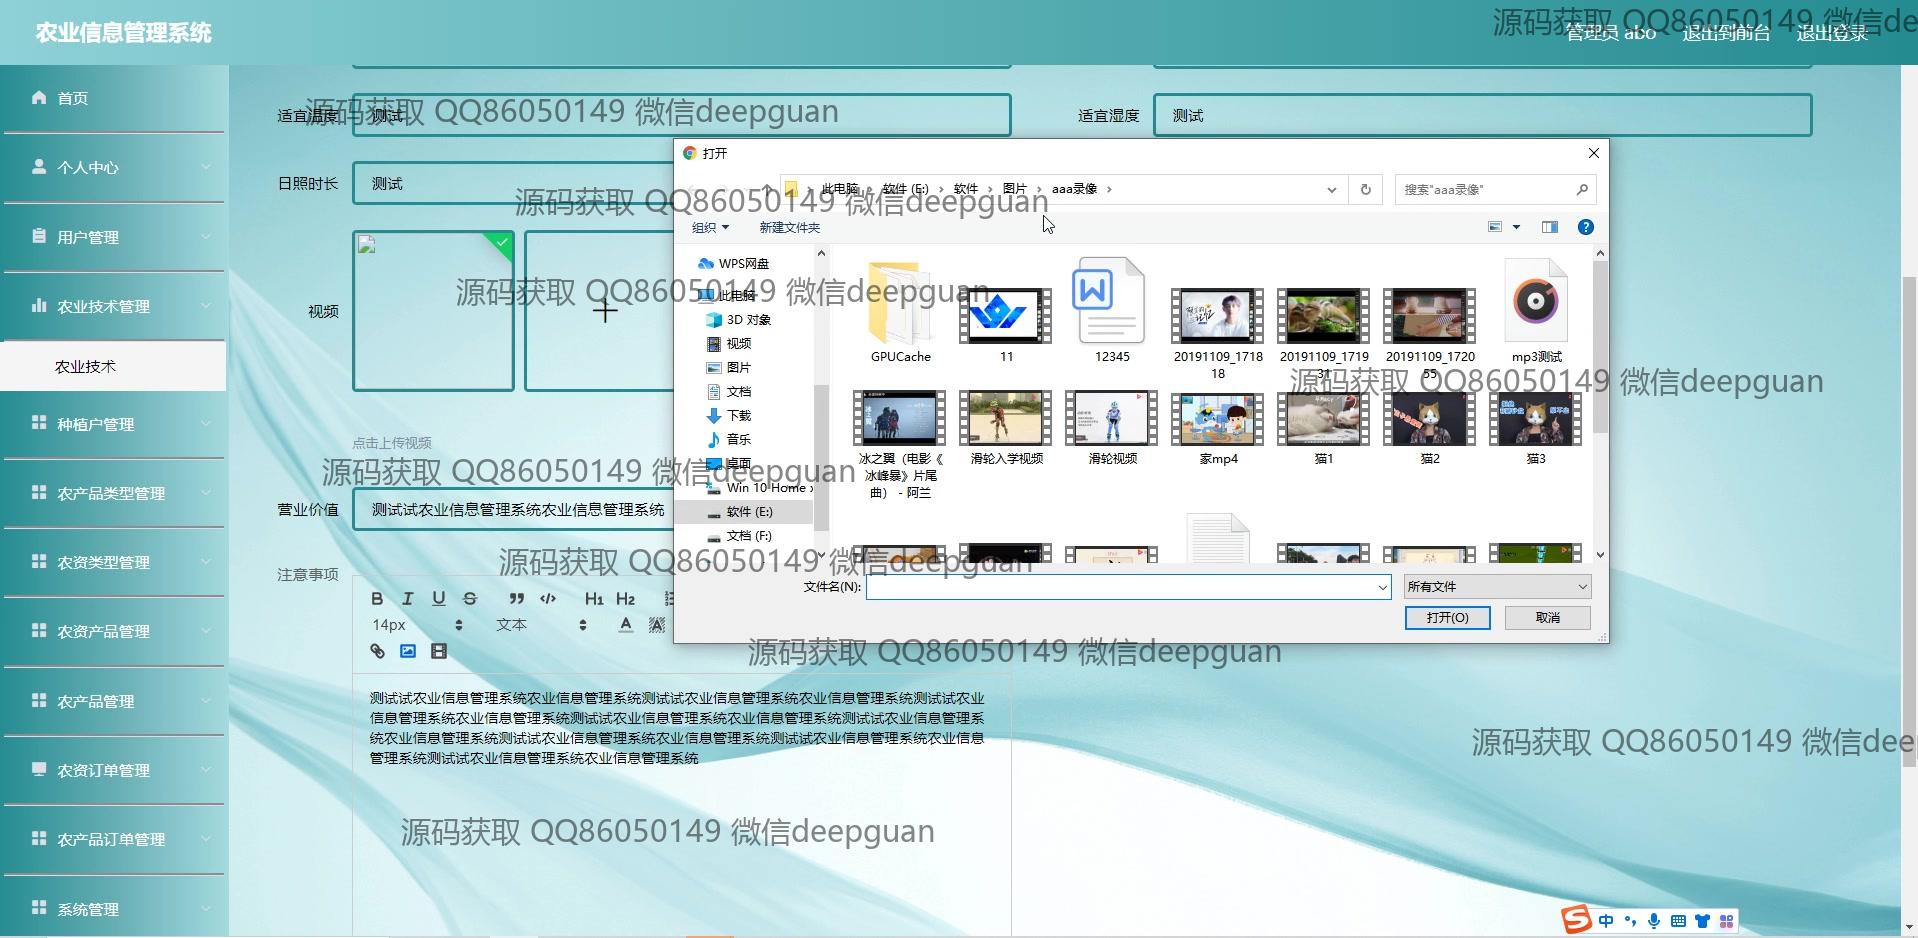 农业信息管理系统
源码获取 QQ86050149 微信de
管理员 abo 退出到前台 退出登录
首页
个人中心
用户管理
农业技术管理
农业技术
种植户管理
农产品类型管理
农资类型管理
农资产品管理
农产品管理
农资订单管理
农产品订单管理
系统管理
适宜温度 测试
源码获取 QQ86050149 微信deepguan
适宜湿度 测试
日照时长 测试
视频
点击上传视频
营业价值 测试试农业信息管理系统农业信息管理系统
注意事项
B I U S H1 H2
14px 文本 A A
测试试农业信息管理系统农业信息管理系统测试试农业信息管理系统农业信息管理系统测试试农业
信息管理系统农业信息管理系统测试试农业信息管理系统农业信息管理系统测试试农业信息管理系
统农业信息管理系统测试试农业信息管理系统农业信息管理系统测试试农业信息管理系统农业信息
管理系统测试试农业信息管理系统农业信息管理系统
打开
此电脑 › 软件 (E:) › 软件 › 图片 › aaa录像 ›
搜索"aaa录像"
源码获取 QQ86050149 微信deepguan
组织 新建文件夹
WPS网盘
此电脑
源码获取 QQ86050149 微信deepguan
3D 对象
视频
图片
文档
下载
音乐
桌面
源码获取 QQ86050149 微信deepguan
Win 10 Home x
软件 (E:)
文档 (F:)
GPUCache
11
12345
20191109_1718
18
20191109_1719
31
20191109_1720
55
mp3测试
源码获取 QQ86050149 微信deepguan
冰之翼（电影《
冰峰暴》片尾
曲） - 阿兰
滑轮入学视频
滑轮视频
家mp4
猫1
猫2
猫3
源码获取 QQ86050149 微信deepguan
文件名(N):
所有文件
打开(O)
取消
源码获取 QQ86050149 微信deepguan
源码获取 QQ86050149 微信dee
源码获取 QQ86050149 微信deepguan
中